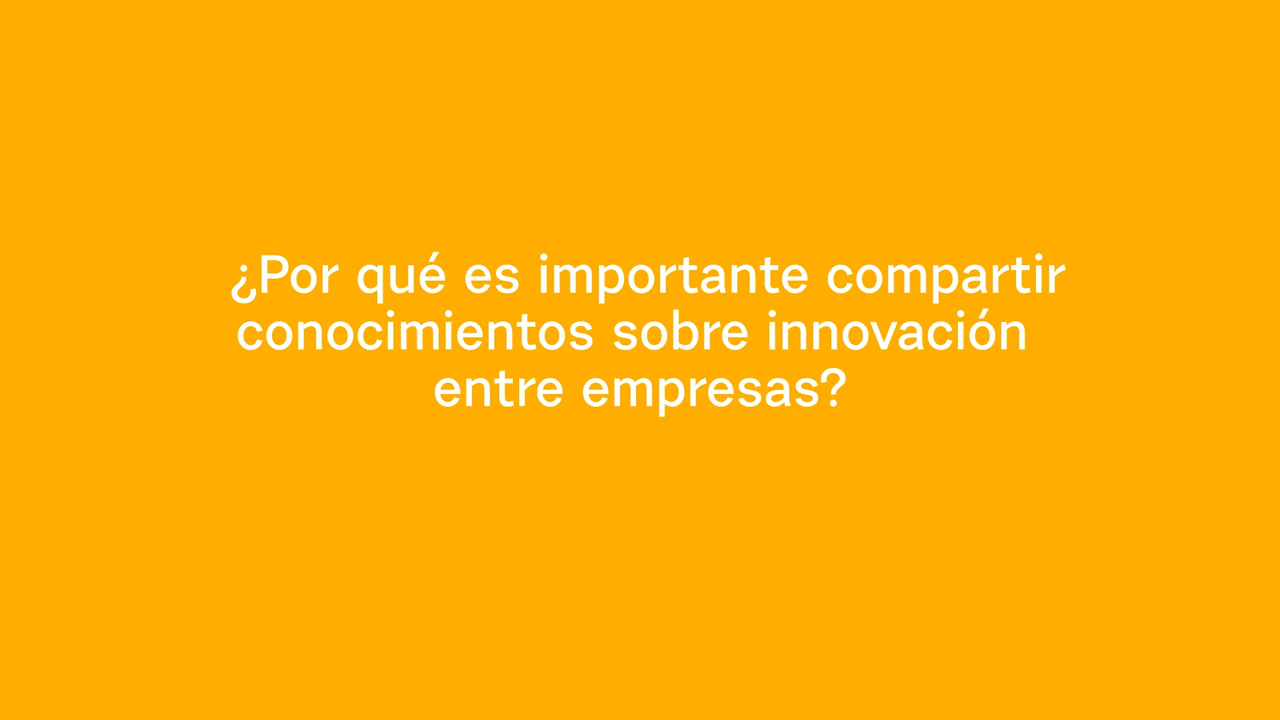 ¿Por qué es importante compartir
conocimientos sobre innovación
entre empresas?